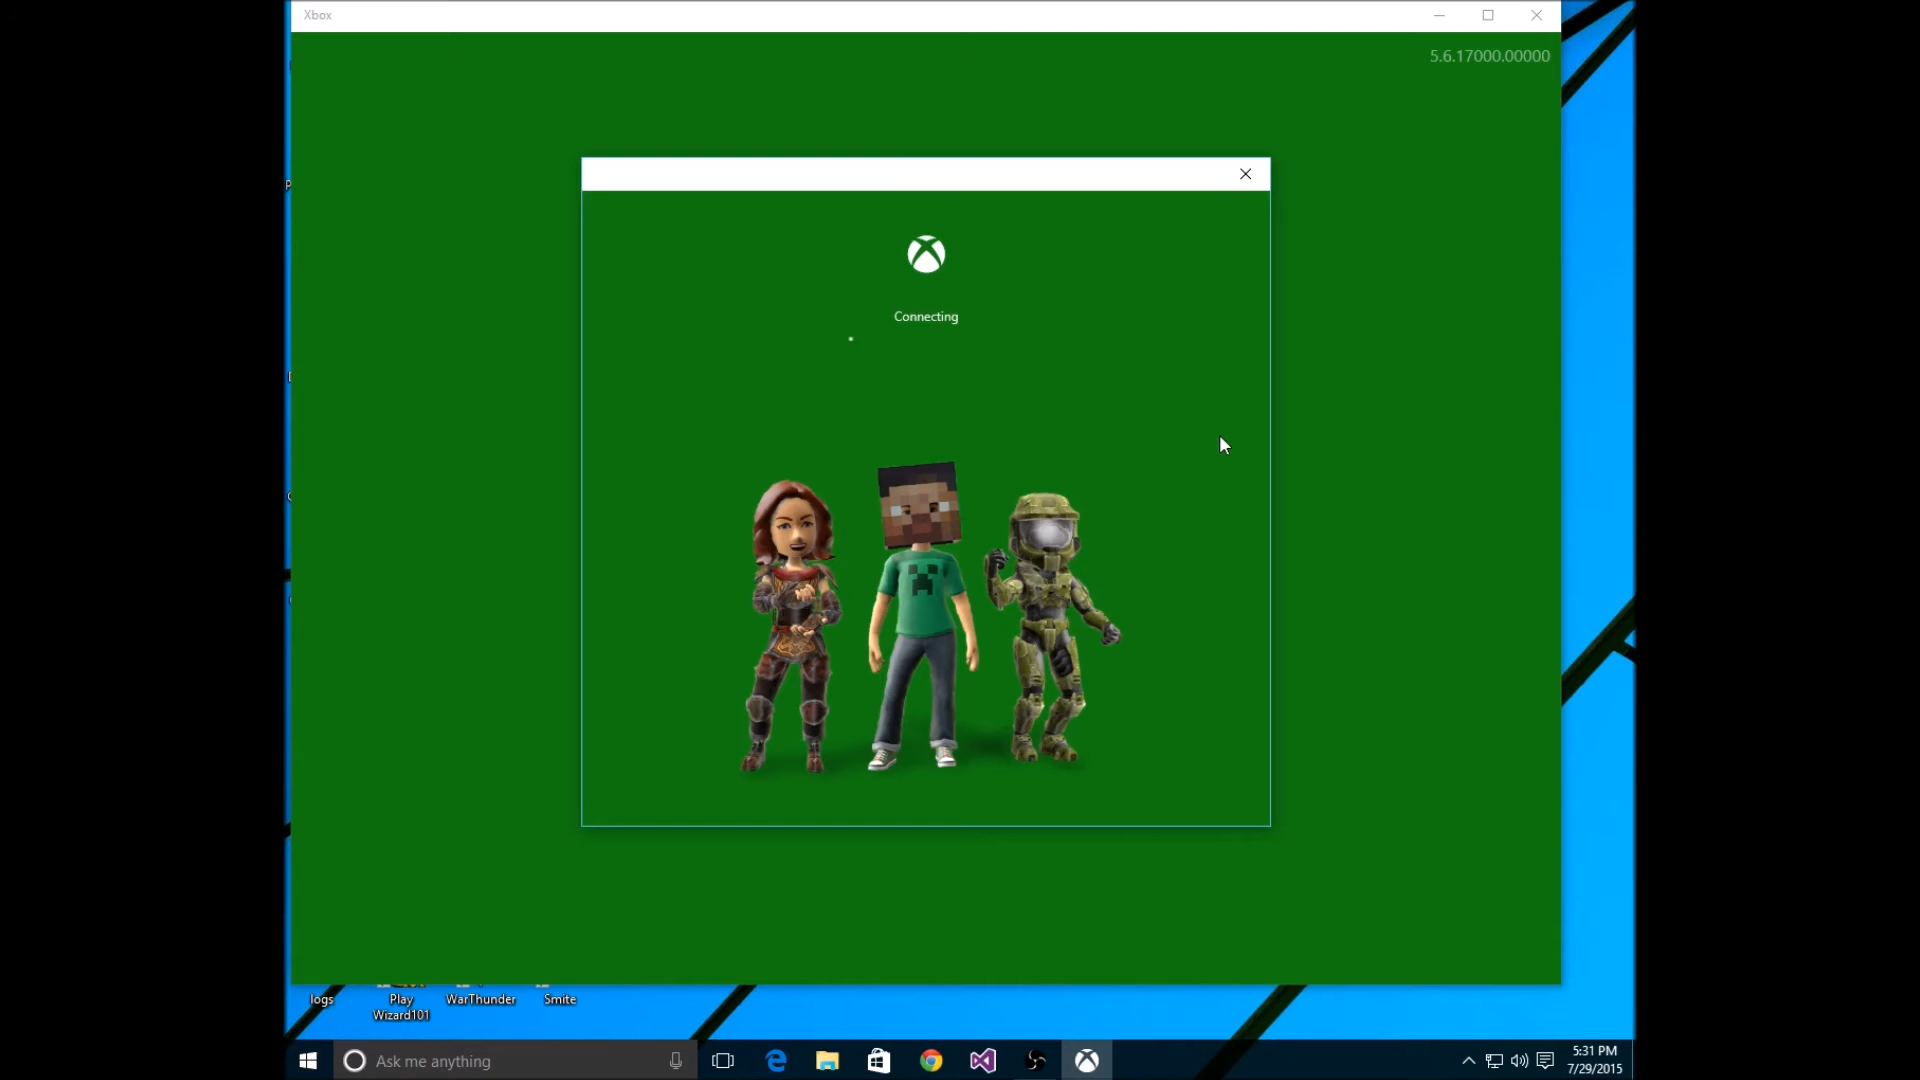 Xbox
5.6.17000.00000
Connecting
logs
Play
Wizard101
WarThunder
Smite
Ask me anything
5:31 PM
7/29/2015